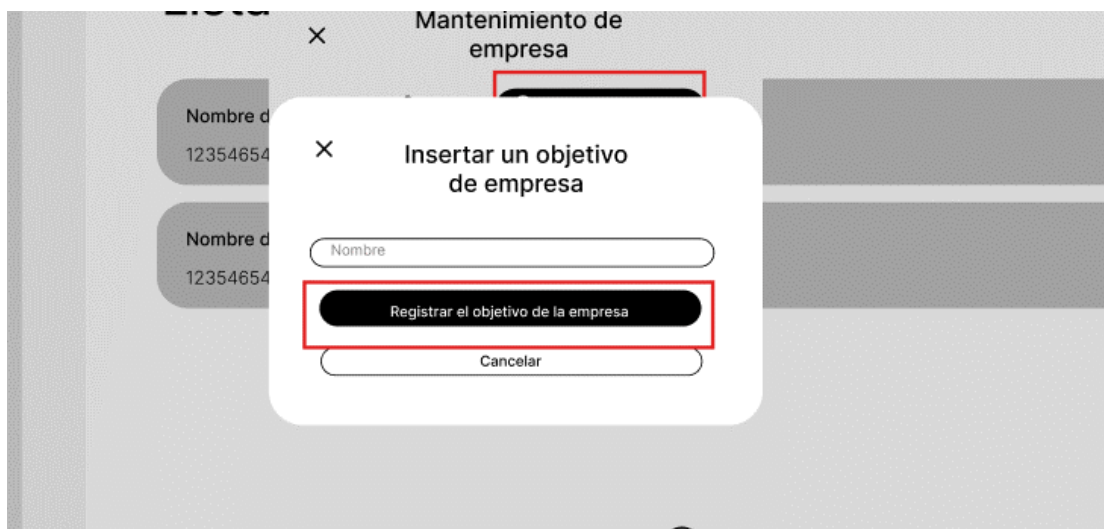 Mantenimiento de
empresa
Nombre d
12354654
Insertar un objetivo
de empresa
Nombre d
12354654
Nombre
Registrar el objetivo de la empresa
Cancelar